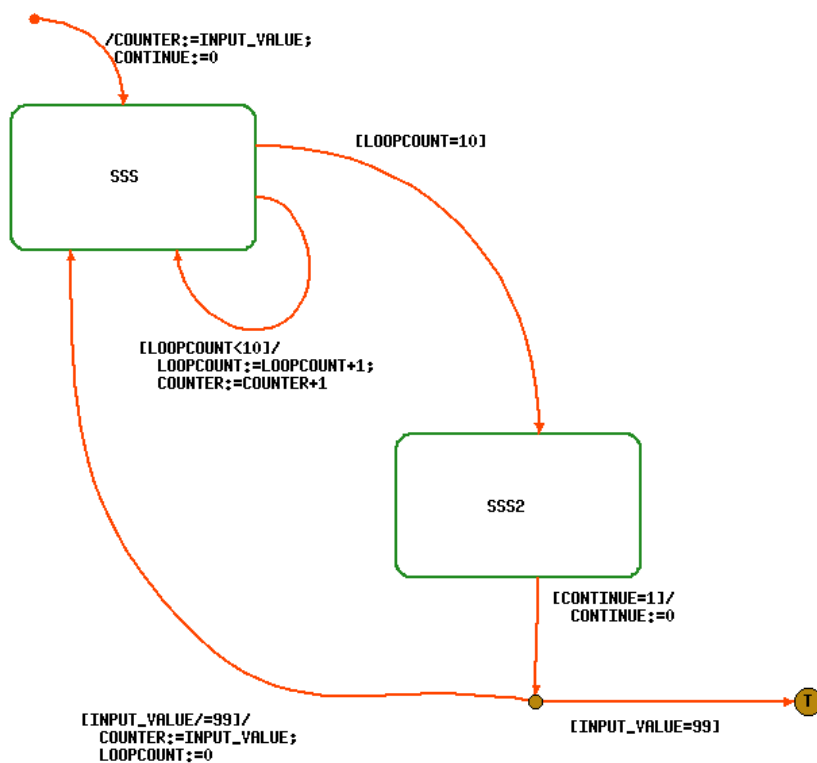 /COUNTER:=INPUT_VALUE;
CONTINUE:=0
[LOOPCOUNT=10]
SSS
[LOOPCOUNT<10]/
LOOPCOUNT:=LOOPCOUNT+1;
COUNTER:=COUNTER+1
SSS2
[CONTINUE=1]/
CONTINUE:=0
T
[INPUT_VALUE/=99]/
COUNTER:=INPUT_VALUE;
LOOPCOUNT:=0
[INPUT_VALUE=99]